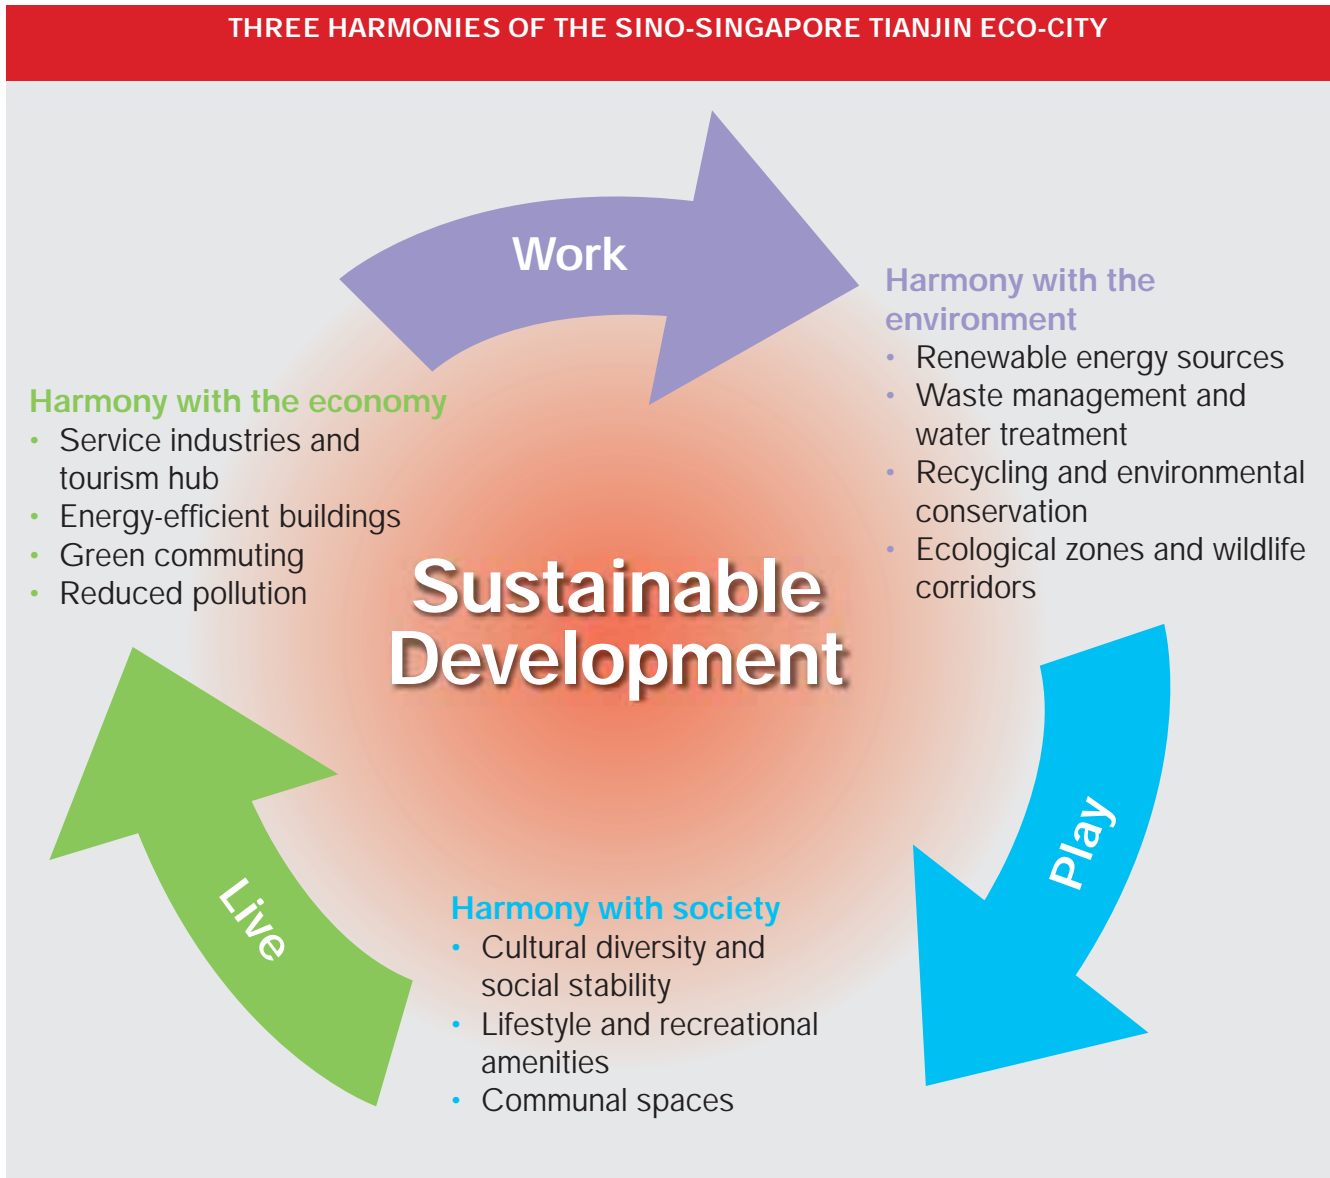 THREE HARMONIES OF THE SINO-SINGAPORE TIANJIN ECO-CITY
Work
Harmony with the
environment
• Renewable energy sources
• Waste management and
water treatment
• Recycling and environmental
conservation
• Ecological zones and wildlife
corridors
Harmony with the economy
• Service industries and
tourism hub
• Energy-efficient buildings
• Green commuting
• Reduced pollution
Sustainable
Development
Play
Live
Harmony with society
• Cultural diversity and
social stability
• Lifestyle and recreational
amenities
• Communal spaces